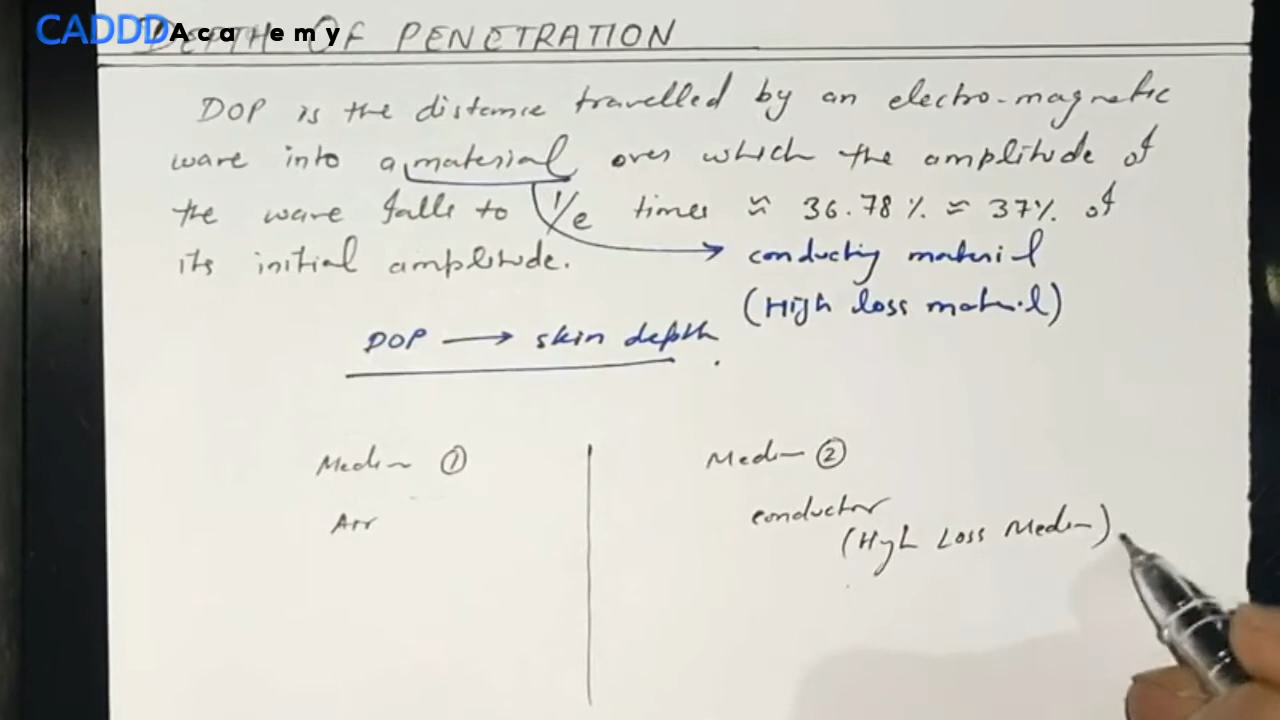 CADDD Academy
DEPTH OF PENETRATION
DOP is the distance travelled by an electro-magnetic
wave into a material over which the amplitude of
the wave falls to 1/e times ≈ 36.78 % ≈ 37% of
its initial amplitude.
conducting material
(High loss material)
DOP → skin depth.
Medium ① Medium ②
Air conductor
(High Loss Medium)